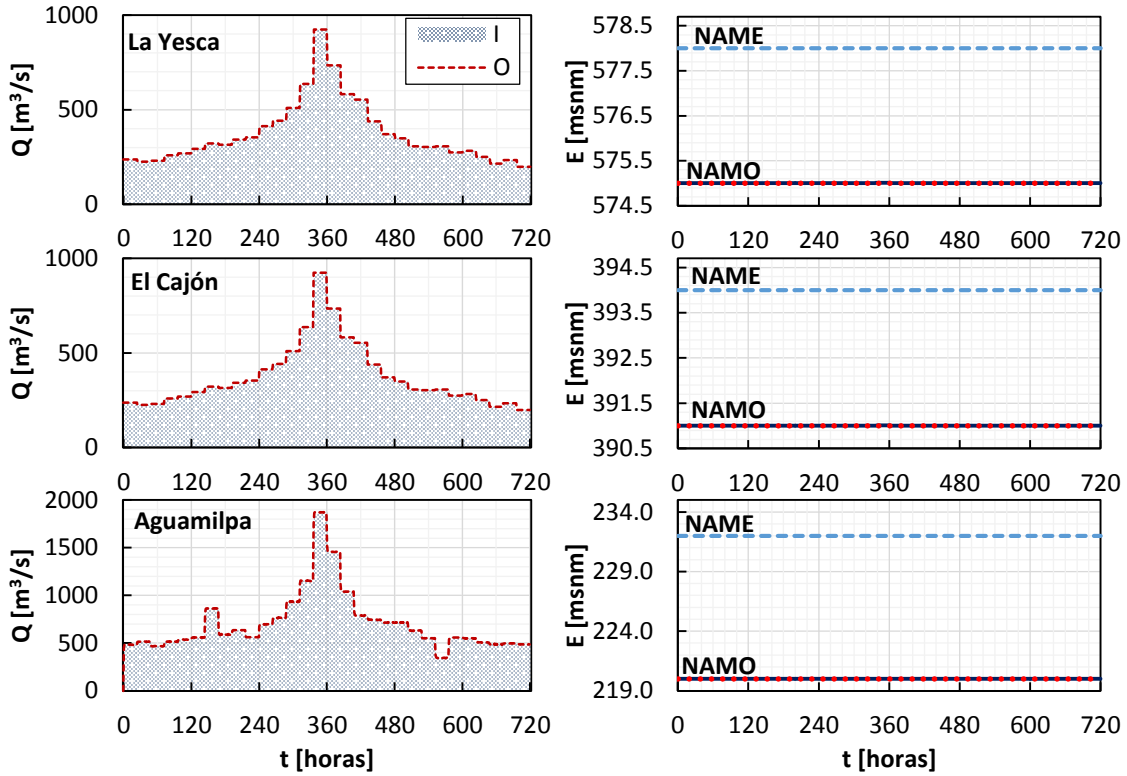 La Yesca
I
O
Q [m³/s]
1000
500
0
0 120 240 360 480 600 720
NAME
NAMO
E [msnm]
578.5
577.5
576.5
575.5
574.5
0 120 240 360 480 600 720
El Cajón
Q [m³/s]
1000
500
0
0 120 240 360 480 600 720
NAME
NAMO
E [msnm]
394.5
393.5
392.5
391.5
390.5
0 120 240 360 480 600 720
Aguamilpa
Q [m³/s]
2000
1500
1000
500
0
0 120 240 360 480 600 720
t [horas]
NAME
NAMO
E [msnm]
234.0
229.0
224.0
219.0
0 120 240 360 480 600 720
t [horas]